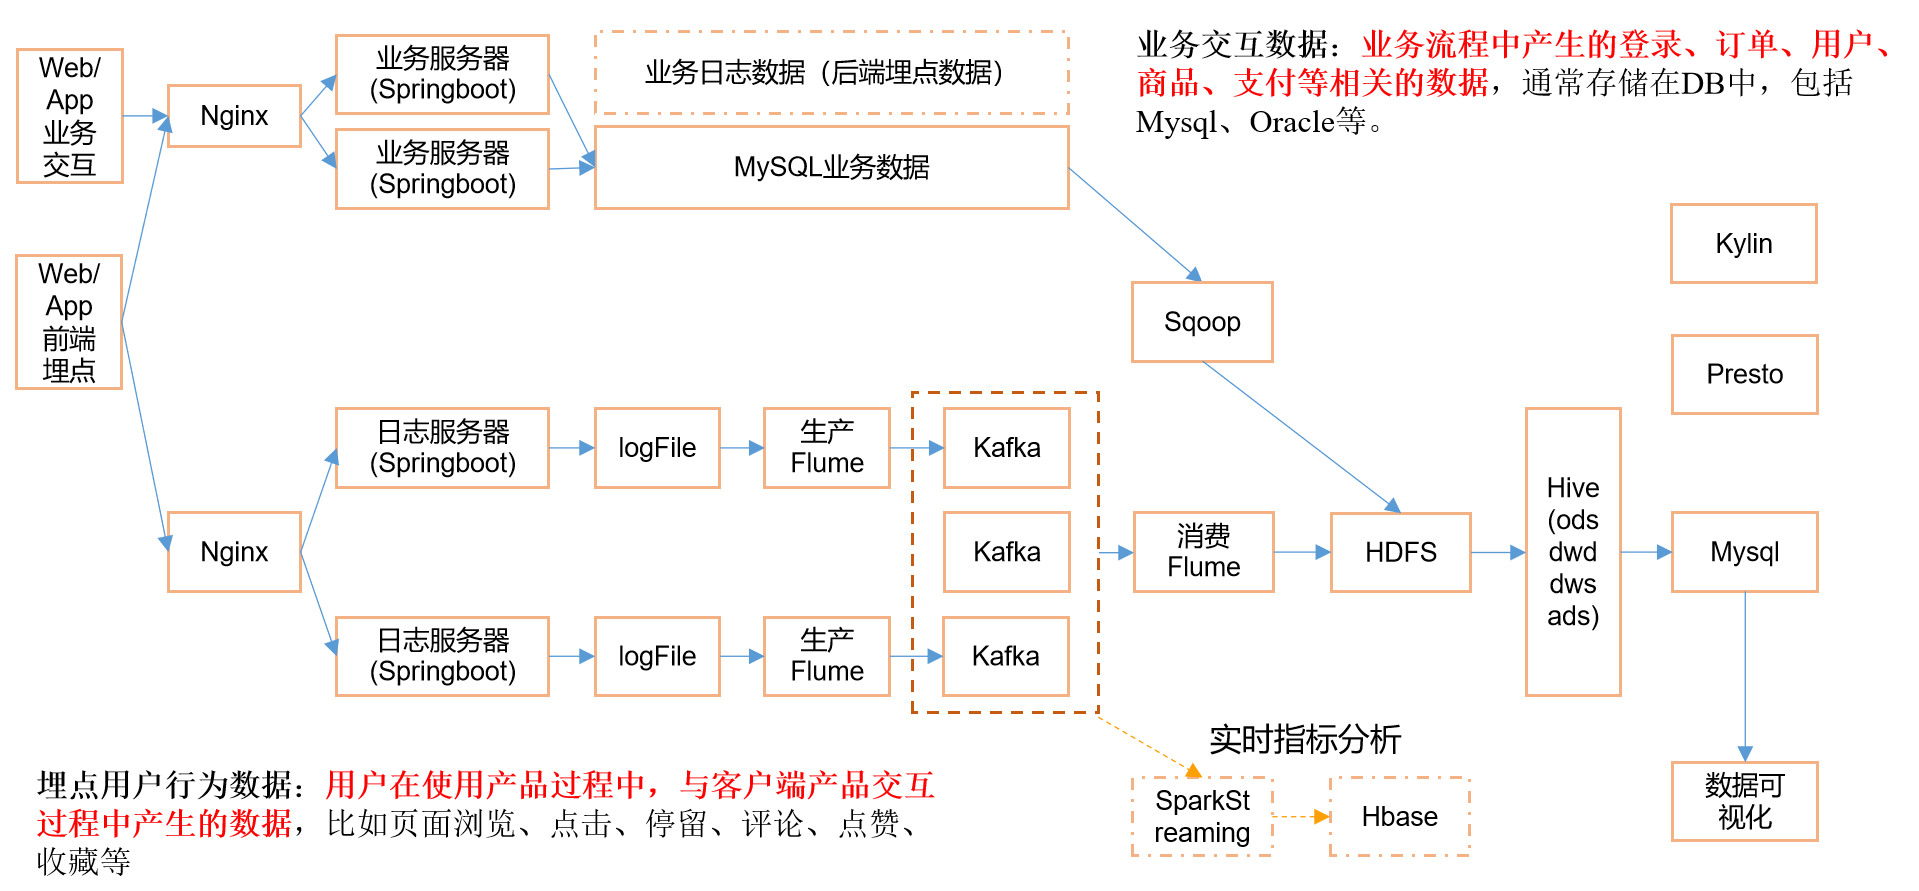 Web/
App
业务
交互
Nginx
业务服务器
(Springboot)
业务服务器
(Springboot)
业务日志数据（后端埋点数据）
MySQL业务数据
业务交互数据：业务流程中产生的登录、订单、用户、
商品、支付等相关的数据，通常存储在DB中，包括
Mysql、Oracle等。
Web/
App
前端
埋点
Sqoop
Kylin
Presto
Nginx
日志服务器
(Springboot)
logFile
生产
Flume
Kafka
Kafka
日志服务器
(Springboot)
logFile
生产
Flume
Kafka
消费
Flume
HDFS
Hive
(ods
dwd
dws
ads)
Mysql
数据可
视化
实时指标分析
SparkSt
reaming
Hbase
埋点用户行为数据：用户在使用产品过程中，与客户端产品交互
过程中产生的数据，比如页面浏览、点击、停留、评论、点赞、
收藏等